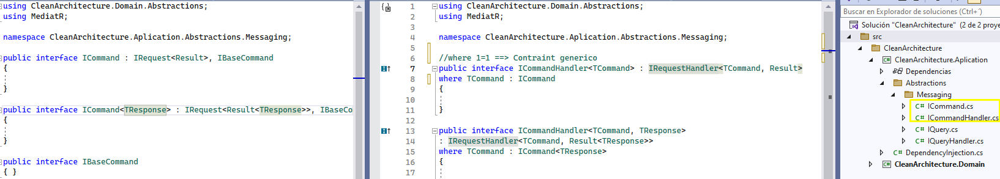 using CleanArchitecture.Domain.Abstractions;
using MediatR;
namespace CleanArchitecture.Aplication.Abstractions.Messaging;
public interface ICommand : IRequest<Result>, IBaseCommand
{
}
public interface ICommand<TResponse> : IRequest<Result<TResponse>>, IBaseCo
{
}
public interface IBaseCommand
{ }
1 using CleanArchitecture.Domain.Abstractions;
2 using MediatR;
3
4 namespace CleanArchitecture.Aplication.Abstractions.Messaging;
5
6 //where 1=1 ==> Contraint generico
7 public interface ICommandHandler<TCommand> : IRequestHandler<TCommand, Result>
8 where TCommand : ICommand
9 {
10
11 }
12
13 public interface ICommandHandler<TCommand, TResponse>
14 : IRequestHandler<TCommand, Result<TResponse>>
15 where TCommand : ICommand<TResponse>
16 {
17
Buscar en Explorador de soluciones (Ctrl+´)
Solución "CleanArchitecture" (2 de 2 proye
src
CleanArchitecture
CleanArchitecture.Aplication
Dependencias
Abstractions
Messaging
C# ICommand.cs
C# ICommandHandler.cs
C# IQuery.cs
C# IQueryHandler.cs
C# DependencyInjection.cs
CleanArchitecture.Domain